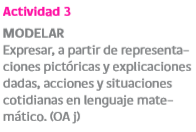 Actividad 3
MODELAR
Expresar, a partir de representa-
ciones pictóricas y explicaciones
dadas, acciones y situaciones
cotidianas en lenguaje mate-
mático. (OA j)